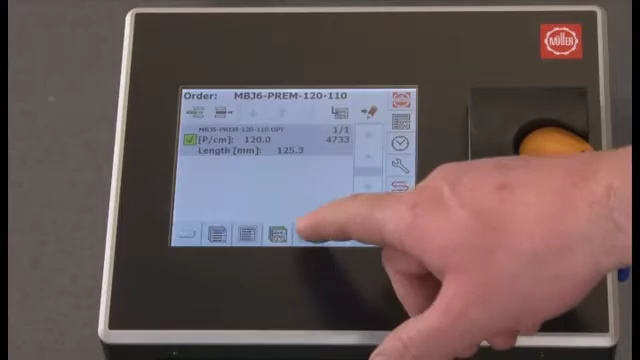 MÜLLER
Order: MBJ6-PREM-120-110
MBJ6-PREM-120-110.OPT 1/1
[P/cm]: 120.0 4733
Length [mm]: 125.3